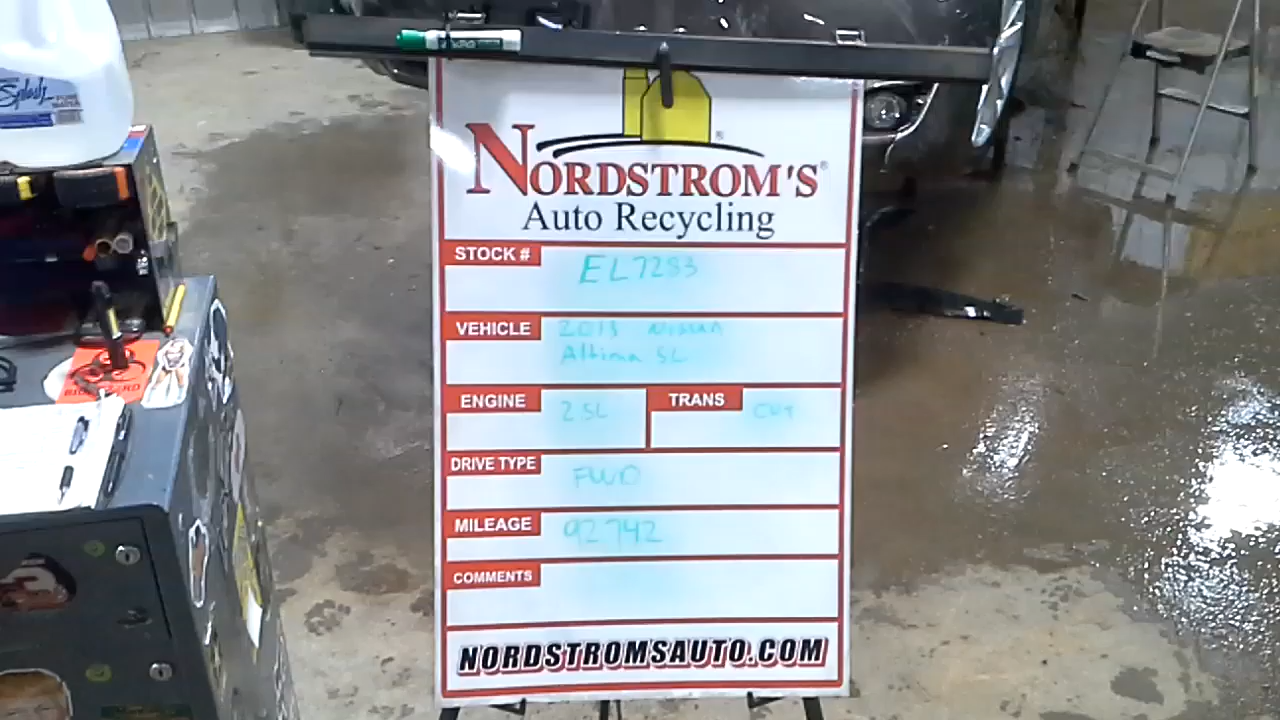 Splash
NORDSTROM'S®
Auto Recycling
STOCK # EL7283
VEHICLE 2013 Nissan
Altima SL
ENGINE 2.5L TRANS CVT
DRIVE TYPE FWD
MILEAGE 92742
COMMENTS
NORDSTROMSAUTO.COM